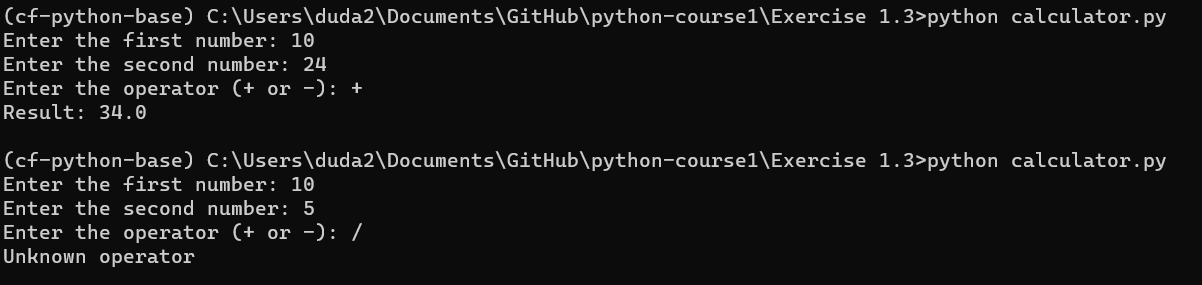 (cf-python-base) C:\Users\duda2\Documents\GitHub\python-course1\Exercise 1.3>python calculator.py
Enter the first number: 10
Enter the second number: 24
Enter the operator (+ or -): +
Result: 34.0
(cf-python-base) C:\Users\duda2\Documents\GitHub\python-course1\Exercise 1.3>python calculator.py
Enter the first number: 10
Enter the second number: 5
Enter the operator (+ or -): /
Unknown operator